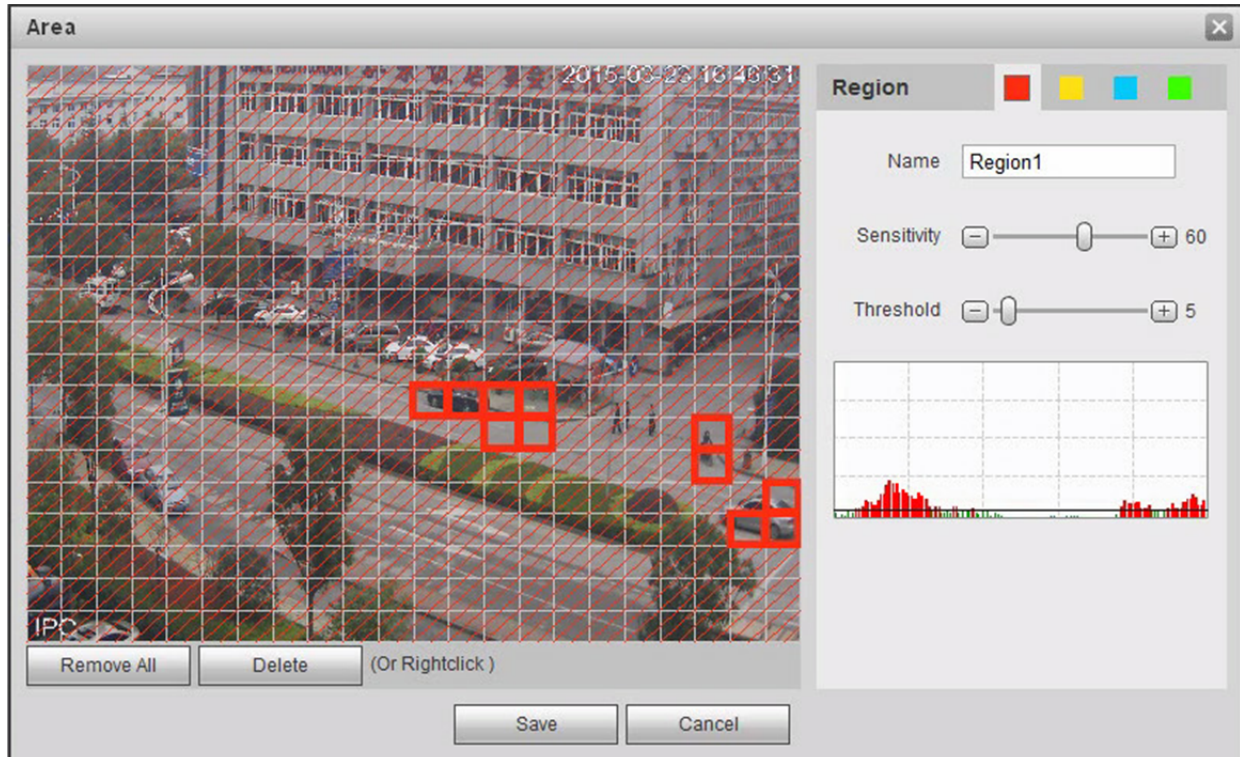 Area
2015-03-23 16:46:31
IPC
Remove All
Delete
(Or Rightclick )
Region
Name
Region1
Sensitivity
60
Threshold
5
Save
Cancel